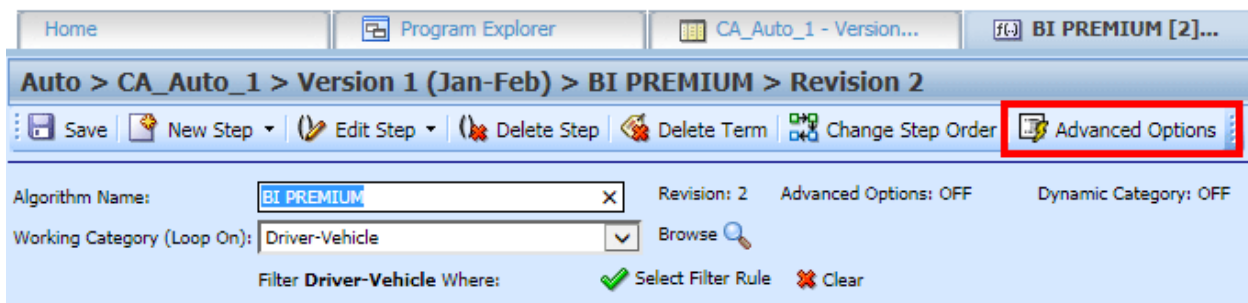 Home Program Explorer CA_Auto_1 - Version... f(.) BI PREMIUM [2]...
Auto > CA_Auto_1 > Version 1 (Jan-Feb) > BI PREMIUM > Revision 2
Save New Step Edit Step Delete Step Delete Term Change Step Order Advanced Options
Algorithm Name: BI PREMIUM Revision: 2 Advanced Options: OFF Dynamic Category: OFF
Working Category (Loop On): Driver-Vehicle Browse
Filter Driver-Vehicle Where: Select Filter Rule Clear